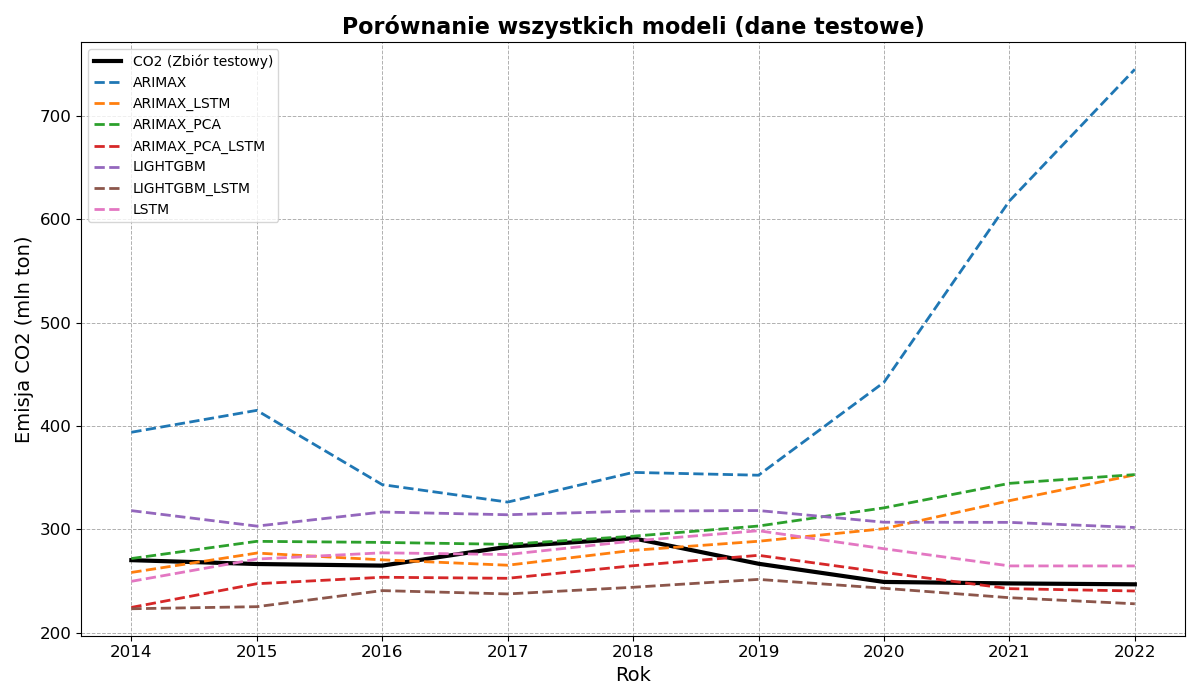 Porównanie wszystkich modeli (dane testowe)
CO2 (Zbiór testowy)
ARIMAX
ARIMAX_LSTM
ARIMAX_PCA
ARIMAX_PCA_LSTM
LIGHTGBM
LIGHTGBM_LSTM
LSTM
Emisja CO2 (mln ton)
700
600
500
400
300
200
2014 2015 2016 2017 2018 2019 2020 2021 2022
Rok